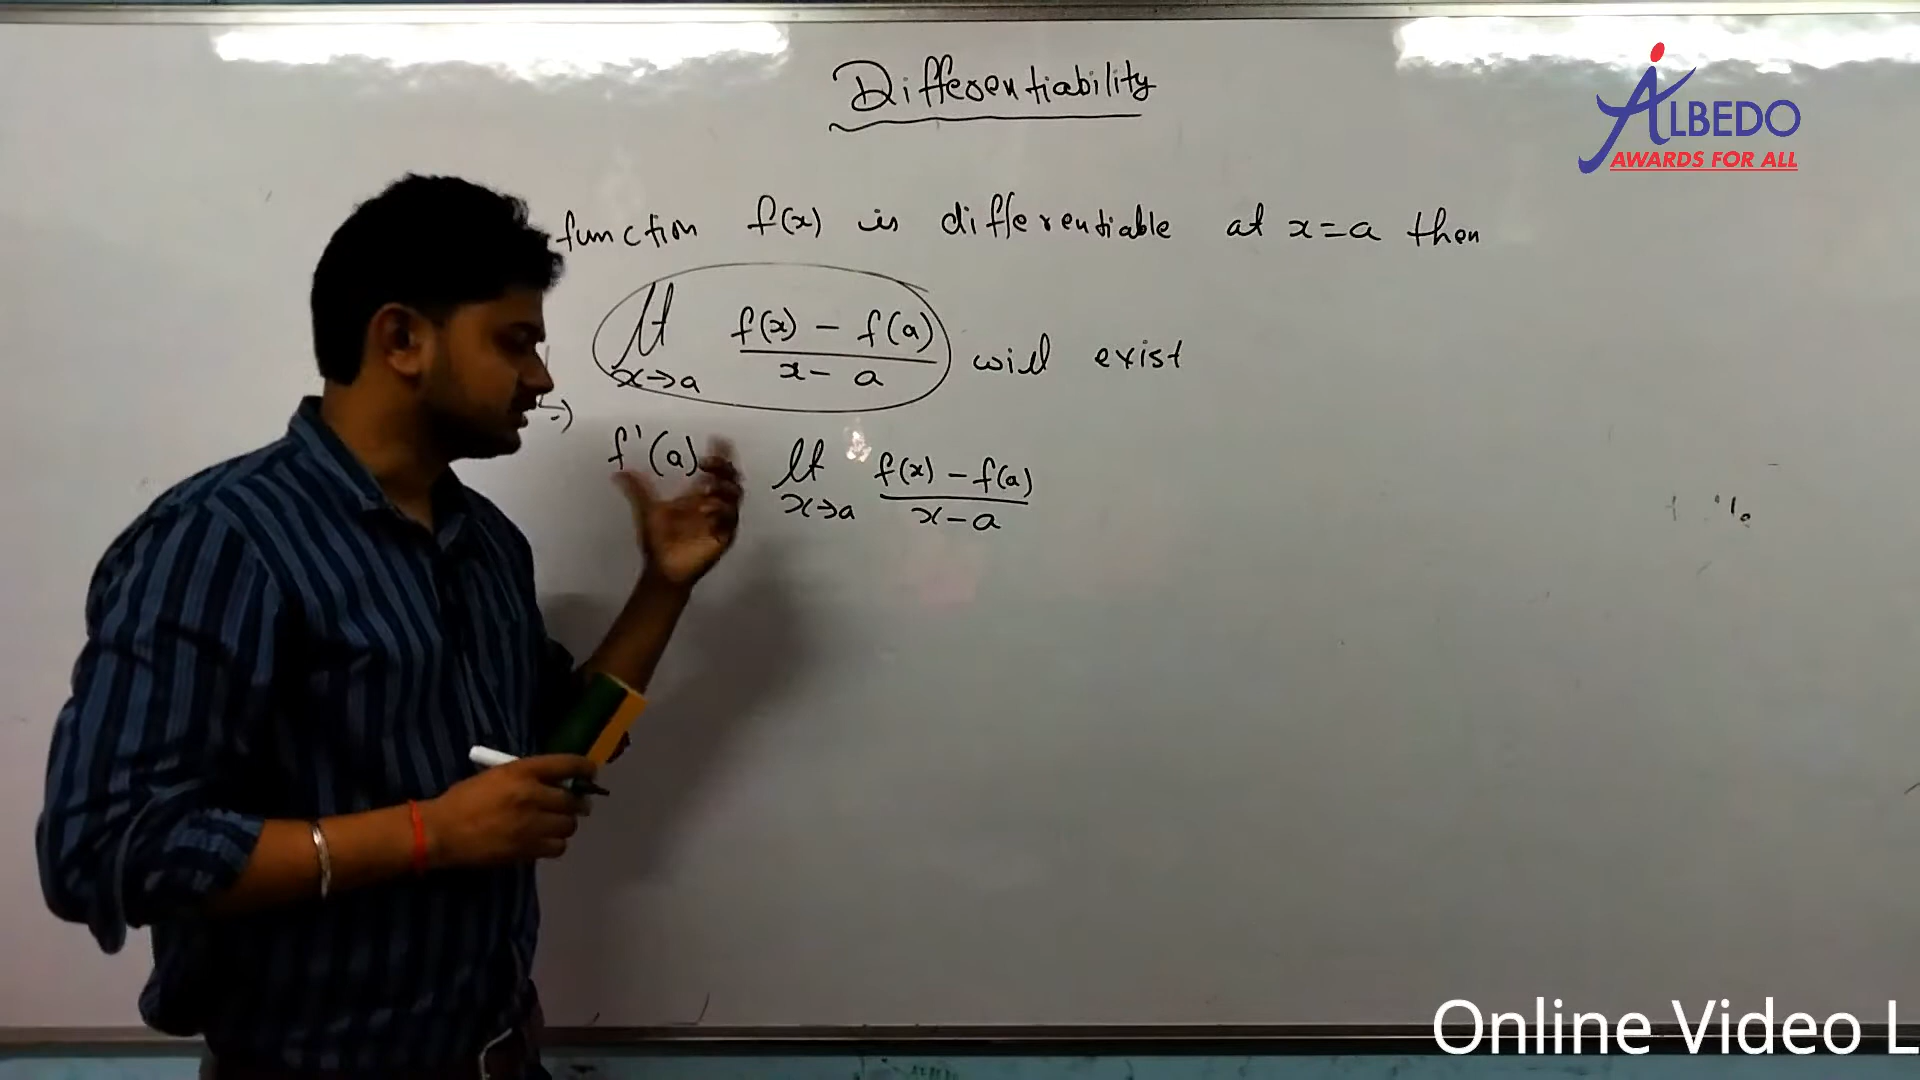 Differentiability
ALBEDO
AWARDS FOR ALL
function f(x) is differentiable at x=a then
lt x→a f(x) - f(a) / x - a will exist
f'(a) = lt x→a f(x) - f(a) / x - a
Online Video L